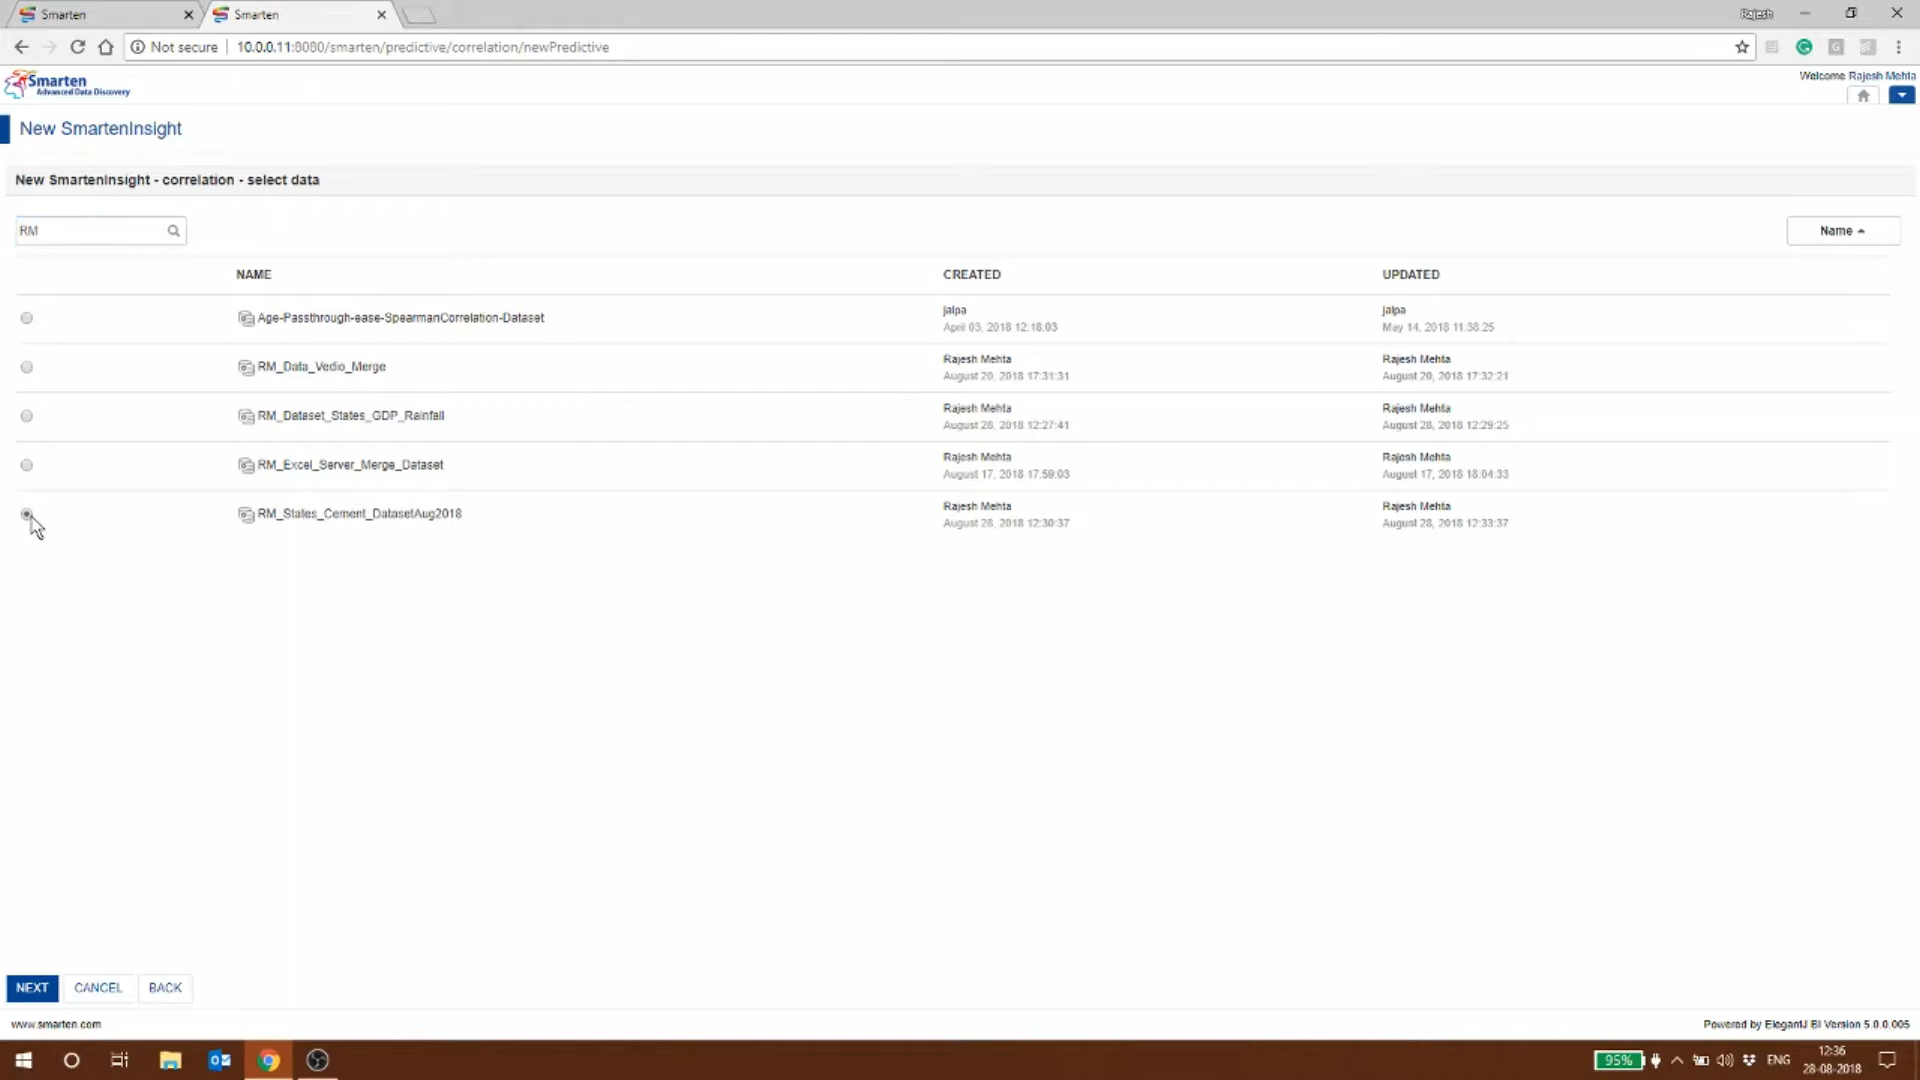 Smarten
Smarten
Rajesh
Not secure
10.0.0.11:8080/smarten/predictive/correlation/newPredictive
Smarten
Advanced Data Discovery
Welcome Rajesh Mehta
New SmartenInsight
New SmartenInsight - correlation - select data
RM
Name
NAME
CREATED
UPDATED
Age-Passthrough-ease-SpearmanCorrelation-Dataset
jalpa
April 03, 2018 12:18:03
jalpa
May 14, 2018 11:38:25
RM_Data_Vedio_Merge
Rajesh Mehta
August 20, 2018 17:31:31
Rajesh Mehta
August 20, 2018 17:32:21
RM_Dataset_States_GDP_Rainfall
Rajesh Mehta
August 28, 2018 12:27:41
Rajesh Mehta
August 28, 2018 12:29:25
RM_Excel_Server_Merge_Dataset
Rajesh Mehta
August 17, 2018 17:59:03
Rajesh Mehta
August 17, 2018 18:04:33
RM_States_Cement_DatasetAug2018
Rajesh Mehta
August 28, 2018 12:30:37
Rajesh Mehta
August 28, 2018 12:33:37
NEXT
CANCEL
BACK
www.smarten.com
Powered by ElegantJ BI Version 5.0.0.005
95%
ENG
12:36
28-08-2018